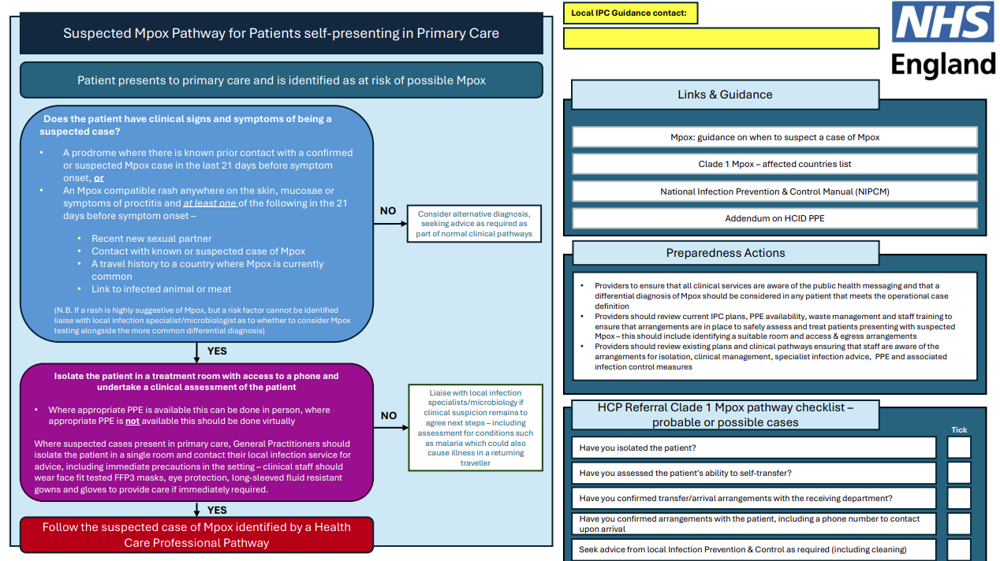 Suspected Mpox Pathway for Patients self-presenting in Primary Care
Patient presents to primary care and is identified as at risk of possible Mpox
Does the patient have clinical signs and symptoms of being a
suspected case?
• A prodrome where there is known prior contact with a confirmed
or suspected Mpox case in the last 21 days before symptom
onset, or
• An Mpox compatible rash anywhere on the skin, mucosae or
symptoms of proctitis and at least one of the following in the 21
days before symptom onset –
• Recent new sexual partner
• Contact with known or suspected case of Mpox
• A travel history to a country where Mpox is currently
common
• Link to infected animal or meat
(N.B. If a rash is highly suggestive of Mpox, but a risk factor cannot be identified
liaise with local infection specialist/microbiologist as to whether to consider Mpox
testing alongside the more common differential diagnosis)
NO
Consider alternative diagnosis,
seeking advice as required as
part of normal clinical pathways
YES
Isolate the patient in a treatment room with access to a phone and
undertake a clinical assessment of the patient
• Where appropriate PPE is available this can be done in person, where
appropriate PPE is not available this should be done virtually
Where suspected cases present in primary care, General Practitioners should
isolate the patient in a single room and contact their local infection service for
advice, including immediate precautions in the setting – clinical staff should
wear face fit tested FFP3 masks, eye protection, long-sleeved fluid resistant
gowns and gloves to provide care if immediately required.
NO
Liaise with local infection
specialists/microbiology if
clinical suspicion remains to
agree next steps – including
assessment for conditions such
as malaria which could also
cause illness in a returning
traveller
YES
Follow the suspected case of Mpox identified by a Health
Care Professional Pathway
Local IPC Guidance contact:
NHS
England
Links & Guidance
Mpox: guidance on when to suspect a case of Mpox
Clade 1 Mpox – affected countries list
National Infection Prevention & Control Manual (NIPCM)
Addendum on HCID PPE
Preparedness Actions
• Providers to ensure that all clinical services are aware of the public health messaging and that a
differential diagnosis of Mpox should be considered in any patient that meets the operational case
definition
• Providers should review current IPC plans, PPE availability, waste management and staff training to
ensure that arrangements are in place to safely assess and treat patients presenting with suspected
Mpox – this should include identifying a suitable room and access & egress arrangements
• Providers should review existing plans and clinical pathways ensuring that staff are aware of the
arrangements for isolation, clinical management, specialist infection advice, PPE and associated
infection control measures
HCP Referral Clade 1 Mpox pathway checklist –
probable or possible cases
Tick
Have you isolated the patient?
Have you assessed the patient's ability to self-transfer?
Have you confirmed transfer/arrival arrangements with the receiving department?
Have you confirmed arrangements with the patient, including a phone number to contact
upon arrival
Seek advice from local Infection Prevention & Control as required (including cleaning)